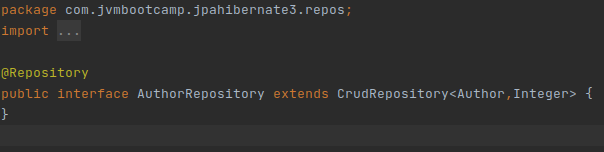 package com.jvmbootcamp.jpahibernate3.repos;
import ...
@Repository
public interface AuthorRepository extends CrudRepository<Author,Integer> {
}